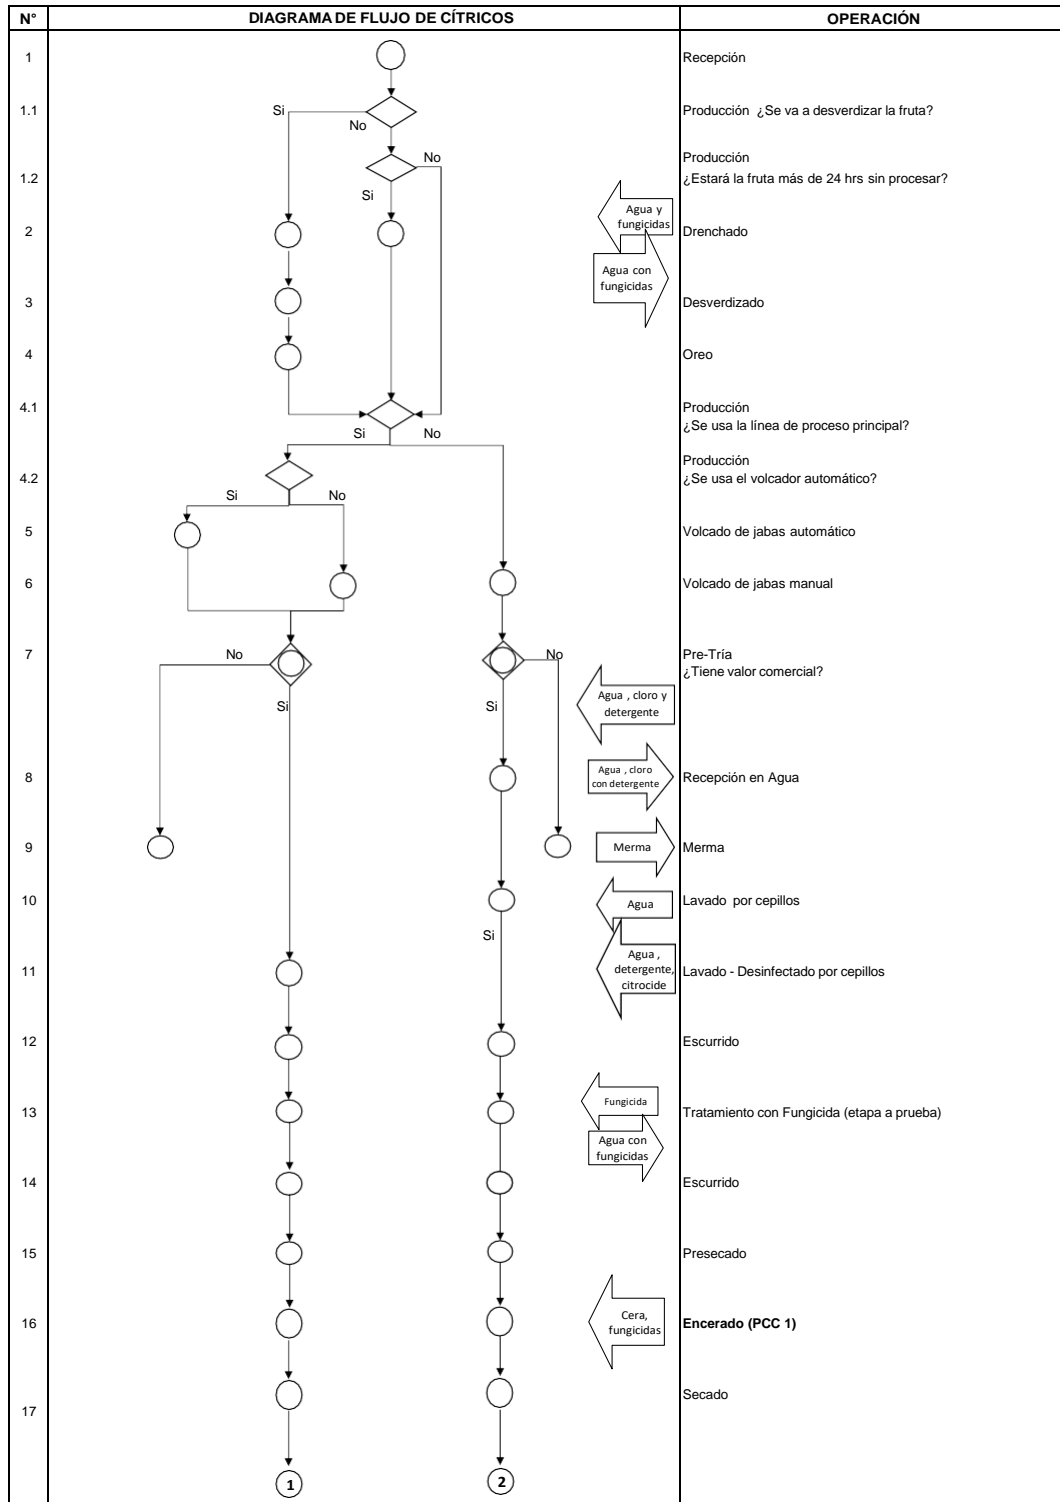 N° DIAGRAMA DE FLUJO DE CÍTRICOS OPERACIÓN
1 Recepción
1.1 Si No Producción ¿Se va a desverdizar la fruta?
No
Producción
1.2 ¿Estará la fruta más de 24 hrs sin procesar?
Si
Agua y
fungicidas
2 Drenchado
Agua con
fungicidas
3 Desverdizado
4 Oreo
4.1 Producción
¿Se usa la línea de proceso principal?
Si No
Producción
4.2 ¿Se usa el volcador automático?
Si No
5 Volcado de jabas automático
6 Volcado de jabas manual
7 No No Pre-Tría
¿Tiene valor comercial?
Si Si
Agua , cloro y
detergente
8 Agua , cloro
con detergente
Recepción en Agua
9 Merma Merma
10 Agua Lavado por cepillos
Si
Agua ,
detergente,
citrocide
11 Lavado - Desinfectado por cepillos
12 Escurrido
Fungicida
13 Tratamiento con Fungicida (etapa a prueba)
Agua con
fungicidas
14 Escurrido
15 Presecado
Cera,
fungicidas
16 Encerado (PCC 1)
Secado
17
1 2